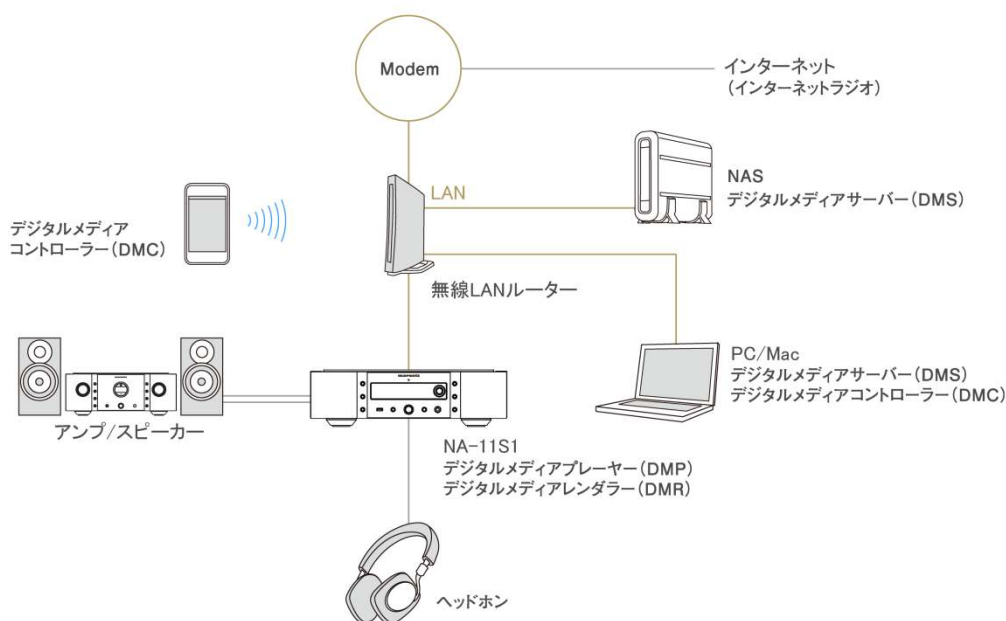 Modem
インターネット
(インターネットラジオ)
LAN
NAS
デジタルメディアサーバー(DMS)
デジタルメディア
コントローラー(DMC)
無線LANルーター
PC/Mac
デジタルメディアサーバー(DMS)
デジタルメディアコントローラー(DMC)
marantz
アンプ/スピーカー
NA-11S1
デジタルメディアプレーヤー(DMP)
デジタルメディアレンダラー(DMR)
ヘッドホン